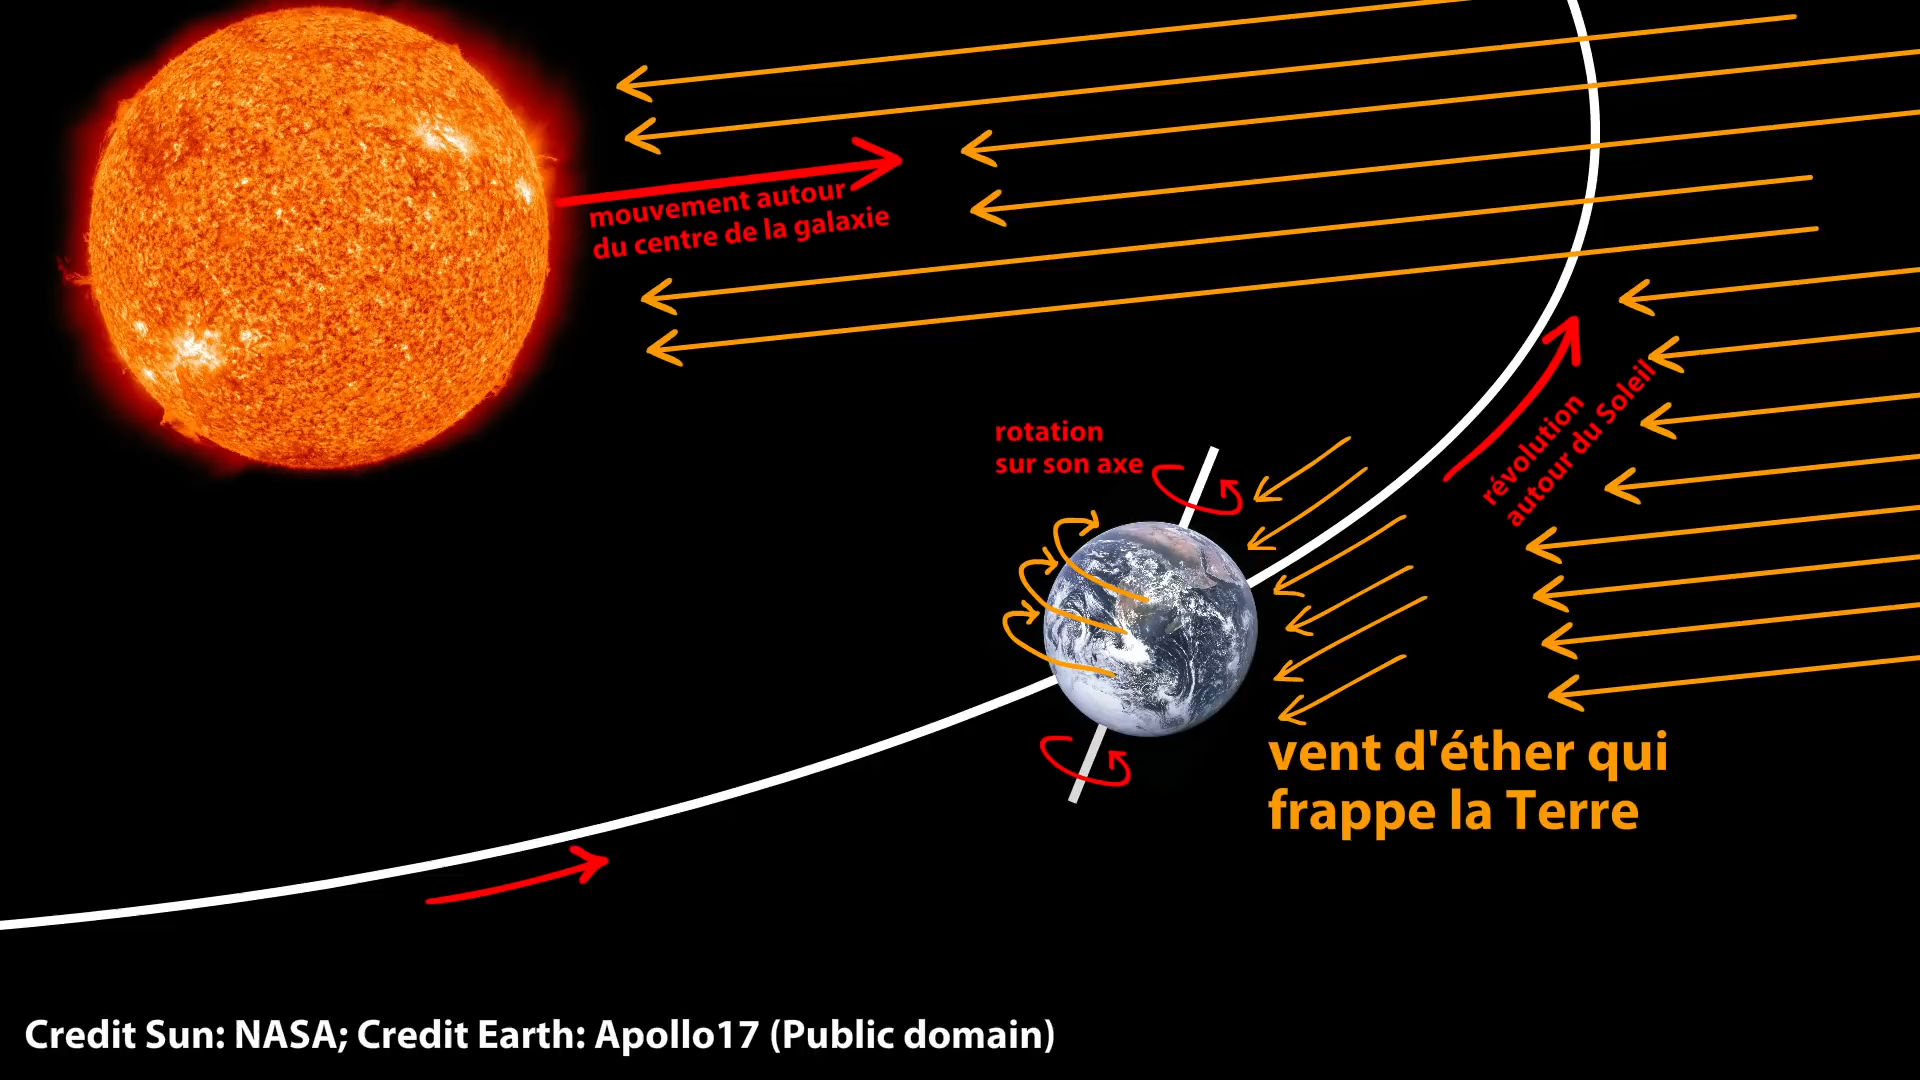 mouvement autour
du centre de la galaxie
rotation
sur son axe
révolution
autour du Soleil
vent d'éther qui
frappe la Terre
Credit Sun: NASA; Credit Earth: Apollo17 (Public domain)